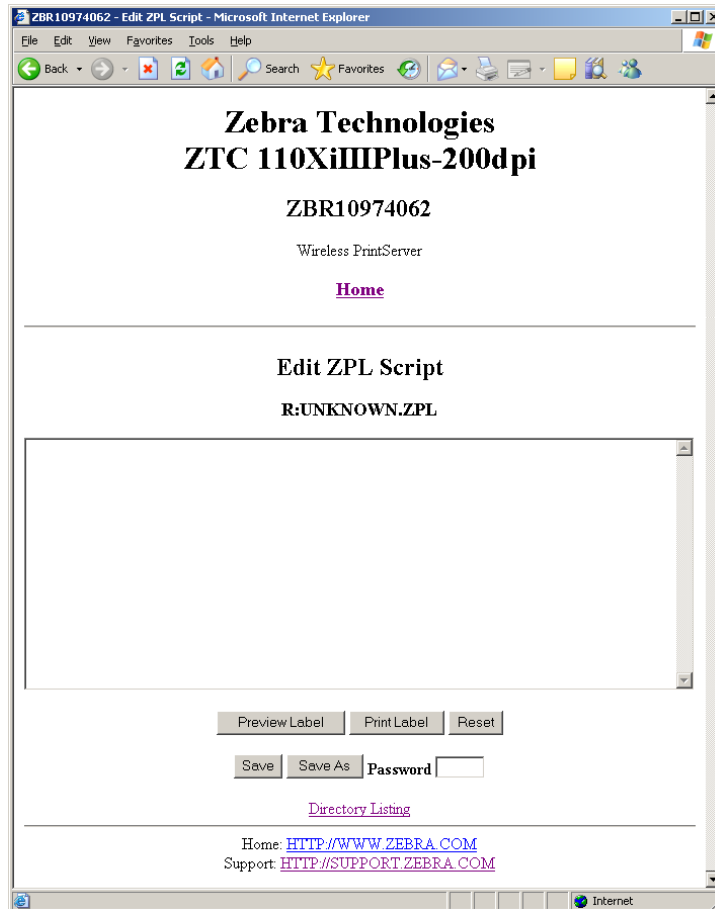 ZBR10974062 - Edit ZPL Script - Microsoft Internet Explorer
File Edit View Favorites Tools Help
Back Search Favorites
Zebra Technologies
ZTC 110XiIIIPlus-200dpi
ZBR10974062
Wireless PrintServer
Home
Edit ZPL Script
R:UNKNOWN.ZPL
Preview Label Print Label Reset
Save Save As Password
Directory Listing
Home: HTTP://WWW.ZEBRA.COM
Support: HTTP://SUPPORT.ZEBRA.COM
Internet